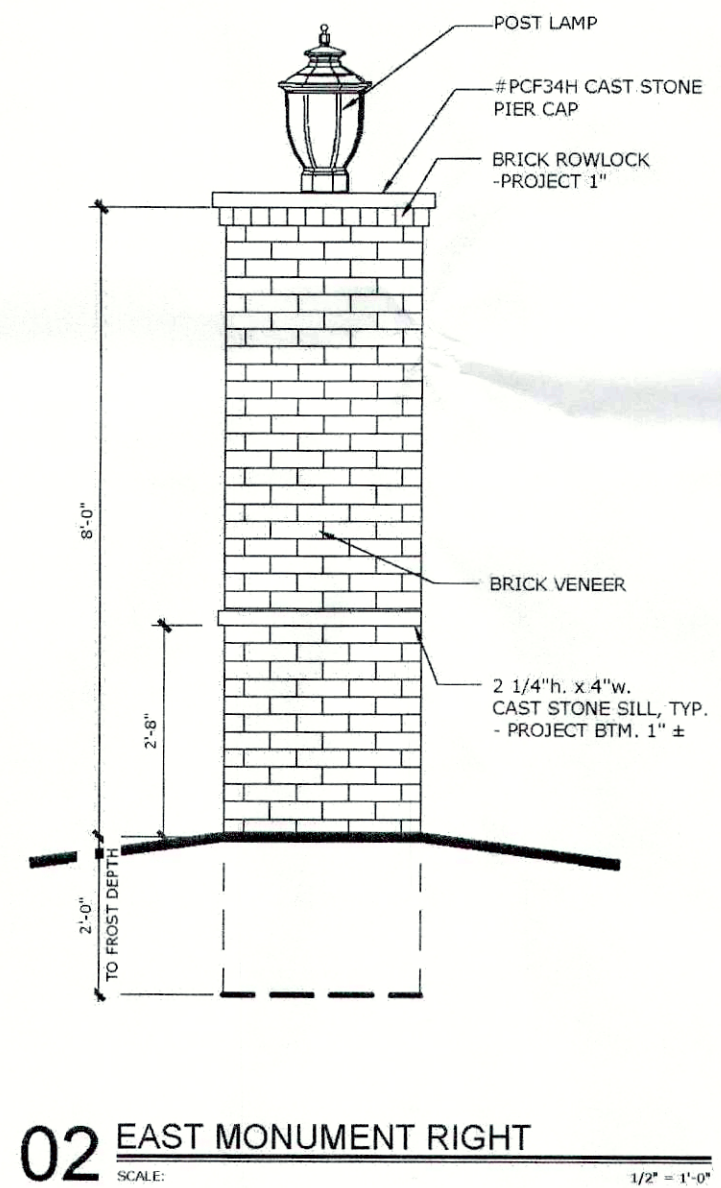 POST LAMP
#PCF34H CAST STONE
PIER CAP
BRICK ROWLOCK
-PROJECT 1"
8'-0"
BRICK VENEER
2'-8"
2 1/4"h. x 4"w.
CAST STONE SILL, TYP.
- PROJECT BTM. 1" ±
2'-0"
TO FROST DEPTH
02 EAST MONUMENT RIGHT
SCALE: 1/2" = 1'-0"